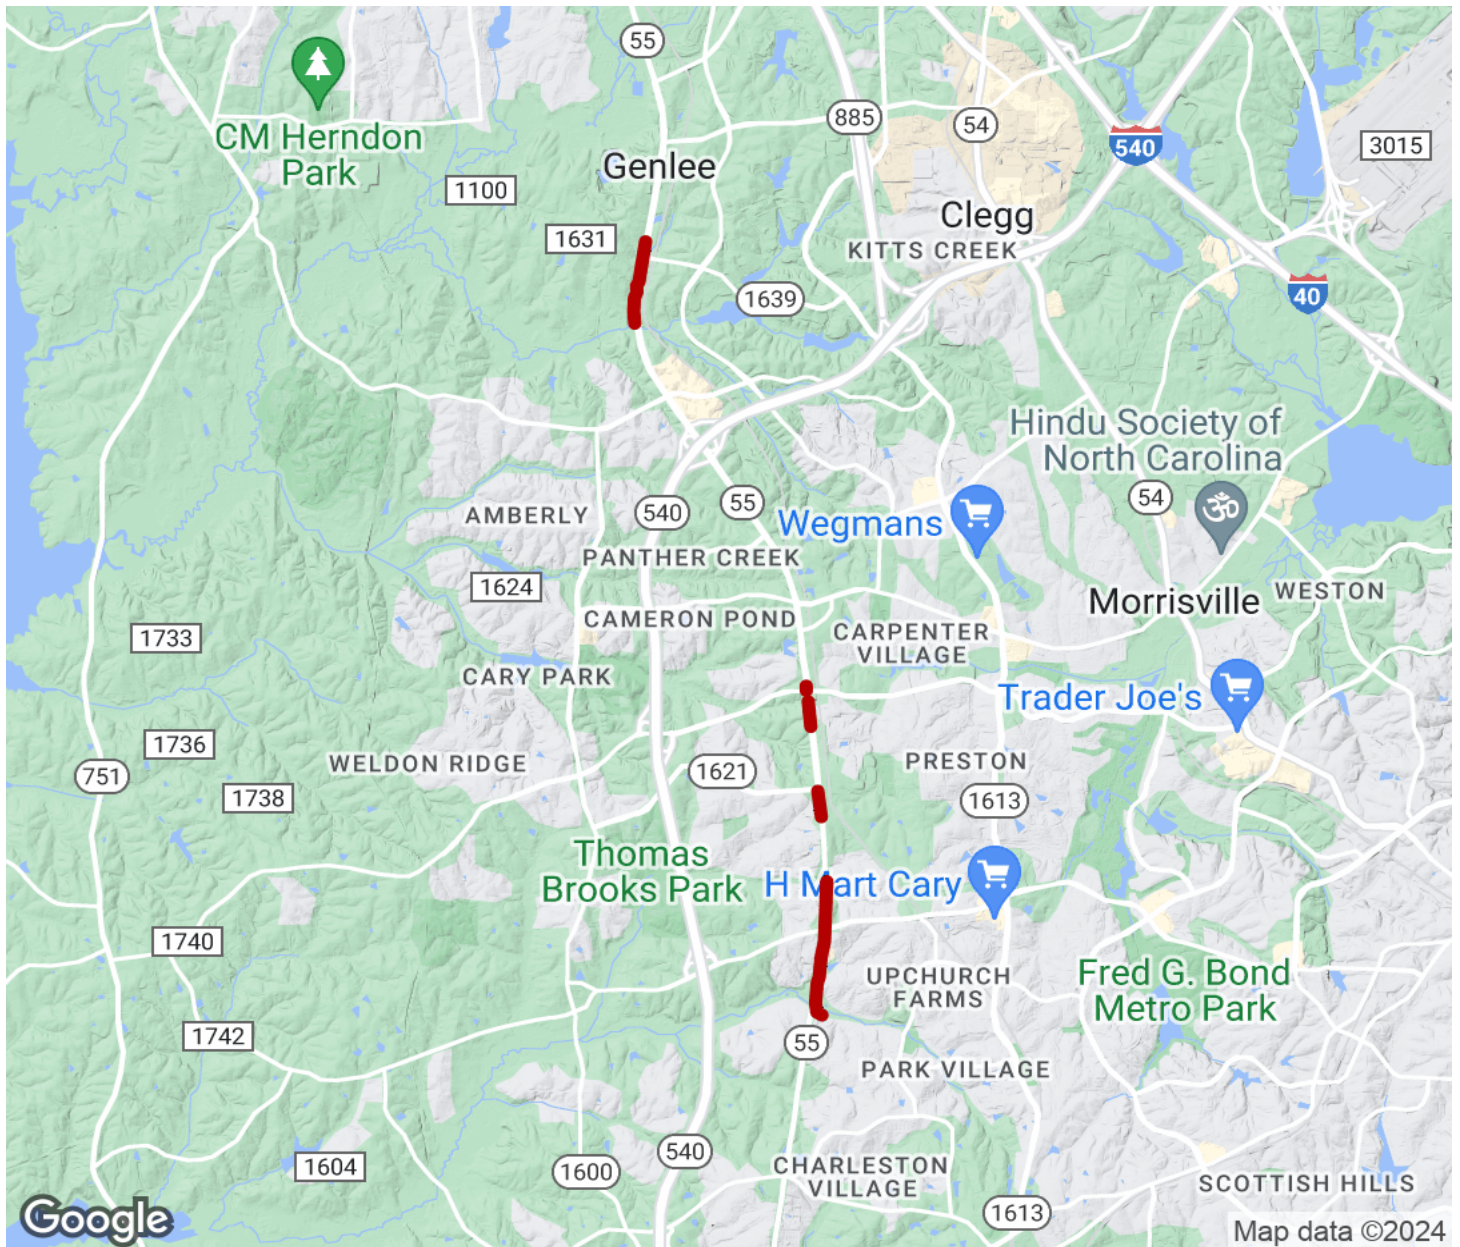 55
CM Herndon
Park
885
54
540
3015
1100
Genlee
1631
Clegg
KITTS CREEK
1639
40
Hindu Society of
North Carolina
AMBERLY
540
55
Wegmans
54
PANTHER CREEK
1624
CAMERON POND
Morrisville
WESTON
1733
CARPENTER
VILLAGE
CARY PARK
Trader Joe's
1736
751
WELDON RIDGE
1621
PRESTON
1738
1613
Thomas
Brooks Park
H Mart Cary
1740
UPCHURCH
FARMS
Fred G. Bond
Metro Park
1742
55
PARK VILLAGE
1604
1600
540
CHARLESTON
VILLAGE
SCOTTISH HILLS
1613
Google
Map data ©2024